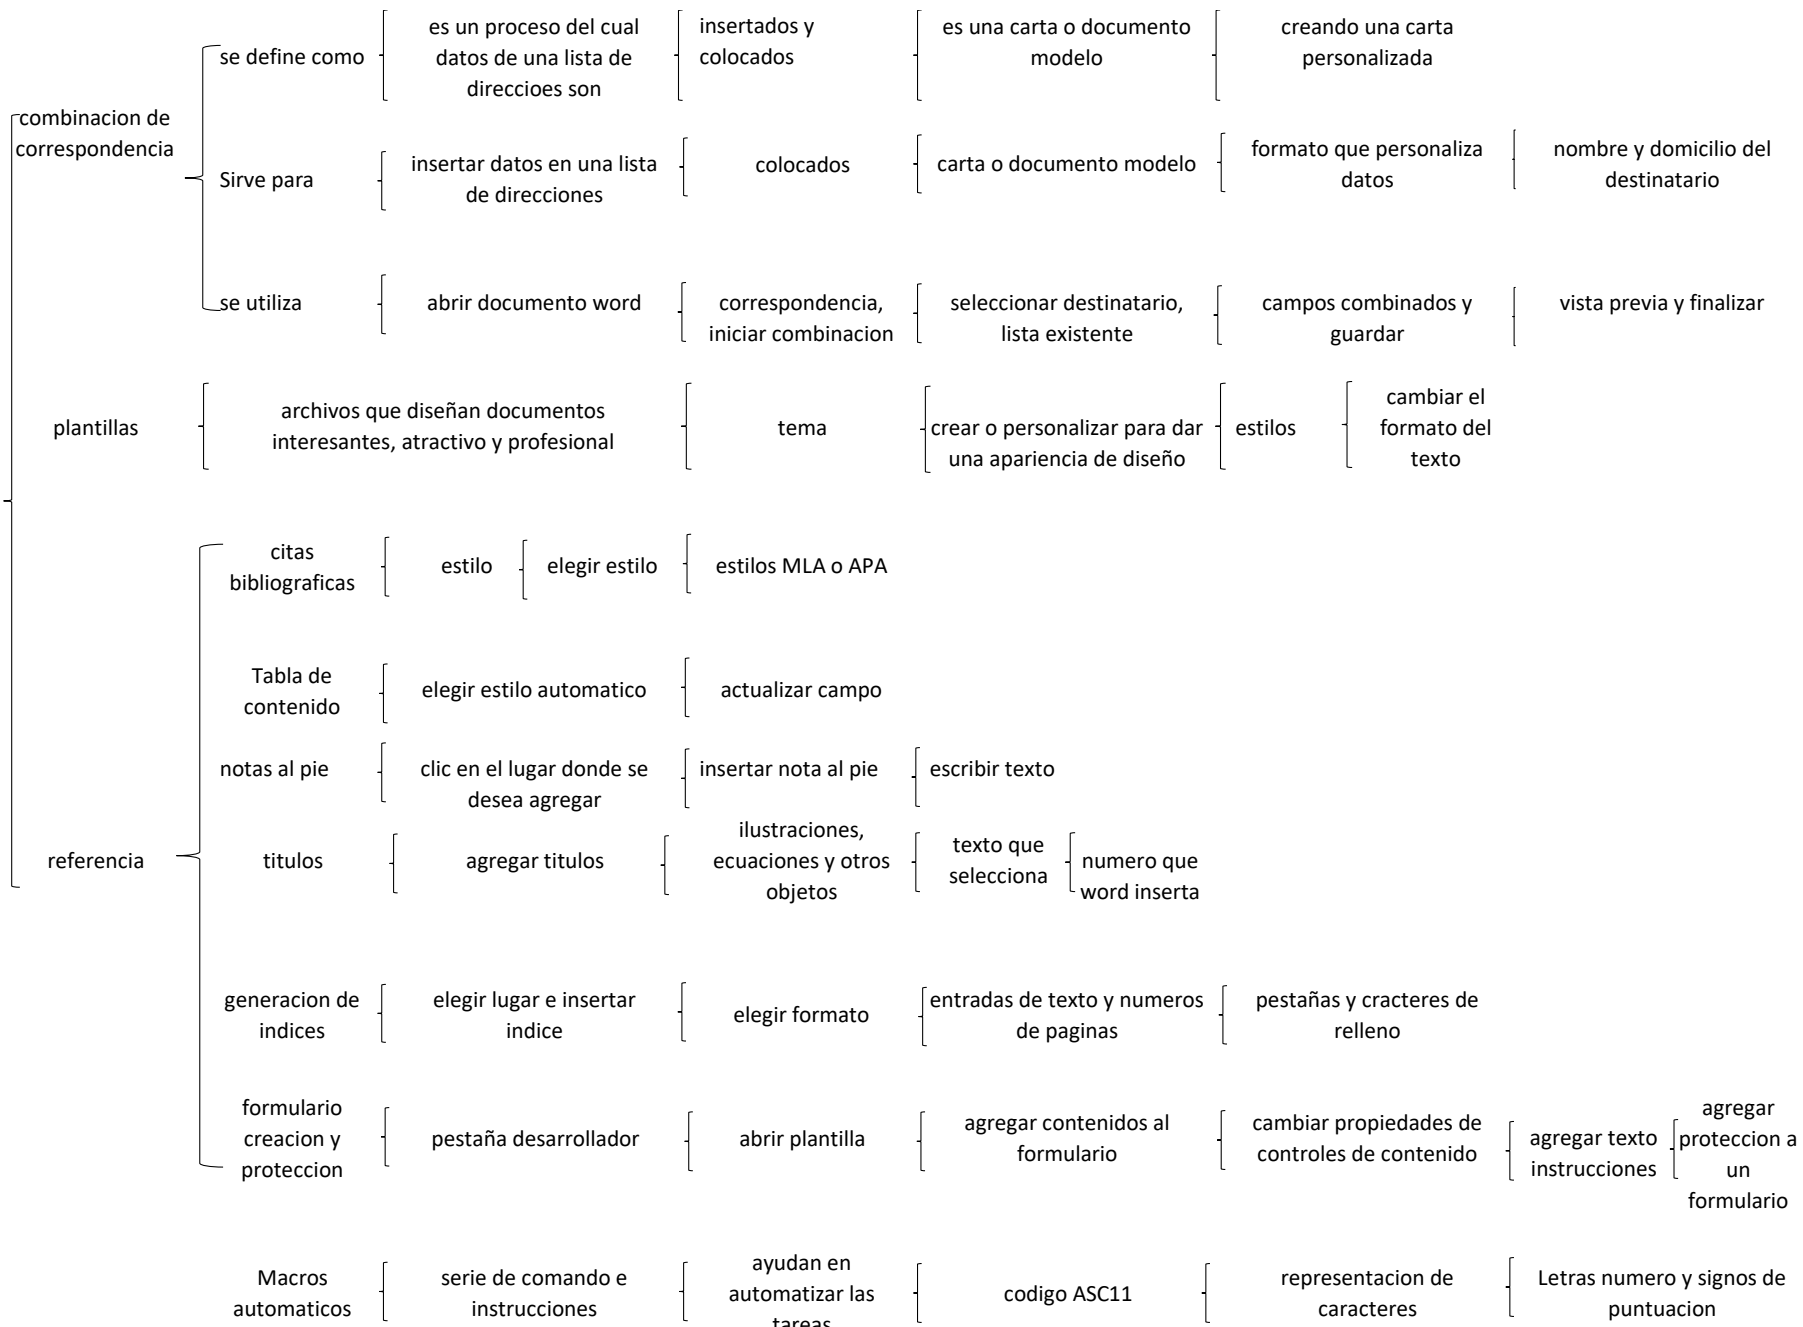 combinacion de
correspondencia
se define como
es un proceso del cual
datos de una lista de
direccioes son
insertados y
colocados
es una carta o documento
modelo
creando una carta
personalizada
Sirve para
insertar datos en una lista
de direcciones
colocados
carta o documento modelo
formato que personaliza
datos
nombre y domicilio del
destinatario
se utiliza
abrir documento word
correspondencia,
iniciar combinacion
seleccionar destinatario,
lista existente
campos combinados y
guardar
vista previa y finalizar
plantillas
archivos que diseñan documentos
interesantes, atractivo y profesional
tema
crear o personalizar para dar
una apariencia de diseño
estilos
cambiar el
formato del
texto
referencia
citas
bibliograficas
estilo
elegir estilo
estilos MLA o APA
Tabla de
contenido
elegir estilo automatico
actualizar campo
notas al pie
clic en el lugar donde se
desea agregar
insertar nota al pie
escribir texto
titulos
agregar titulos
ilustraciones,
ecuaciones y otros
objetos
texto que
selecciona
numero que
word inserta
generacion de
indices
elegir lugar e insertar
indice
elegir formato
entradas de texto y numeros
de paginas
pestañas y cracteres de
relleno
formulario
creacion y
proteccion
pestaña desarrollador
abrir plantilla
agregar contenidos al
formulario
cambiar propiedades de
controles de contenido
agregar texto
instrucciones
agregar
proteccion a
un
formulario
Macros
automaticos
serie de comando e
instrucciones
ayudan en
automatizar las
tareas
codigo ASC11
representacion de
caracteres
Letras numero y signos de
puntuacion